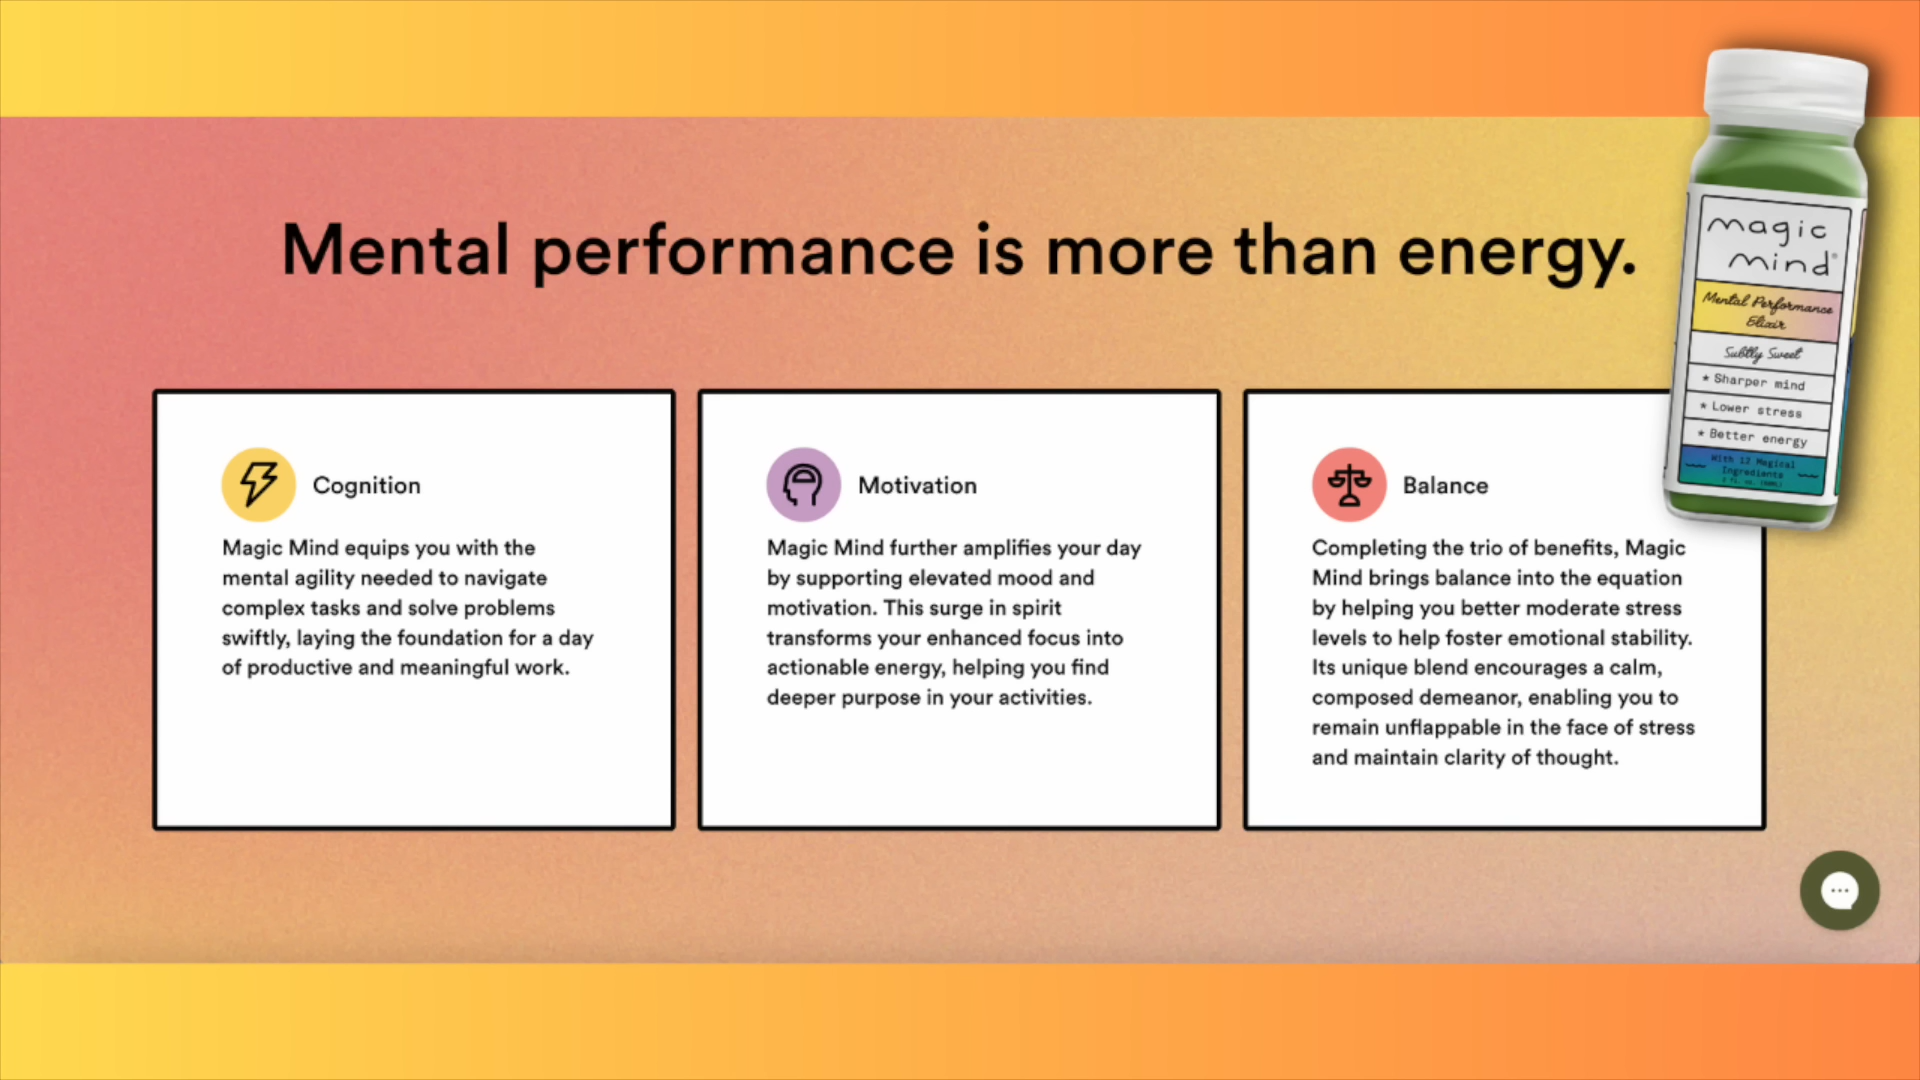 Mental performance is more than energy.
Cognition
Magic Mind equips you with the
mental agility needed to navigate
complex tasks and solve problems
swiftly, laying the foundation for a day
of productive and meaningful work.
Motivation
Magic Mind further amplifies your day
by supporting elevated mood and
motivation. This surge in spirit
transforms your enhanced focus into
actionable energy, helping you find
deeper purpose in your activities.
Balance
Completing the trio of benefits, Magic
Mind brings balance into the equation
by helping you better moderate stress
levels to help foster emotional stability.
Its unique blend encourages a calm,
composed demeanor, enabling you to
remain unflappable in the face of stress
and maintain clarity of thought.
magic
mind®
Mental Performance
Elixir
Subtly Sweet
* Sharper mind
* Lower stress
* Better energy
With 12 Magical
Ingredients